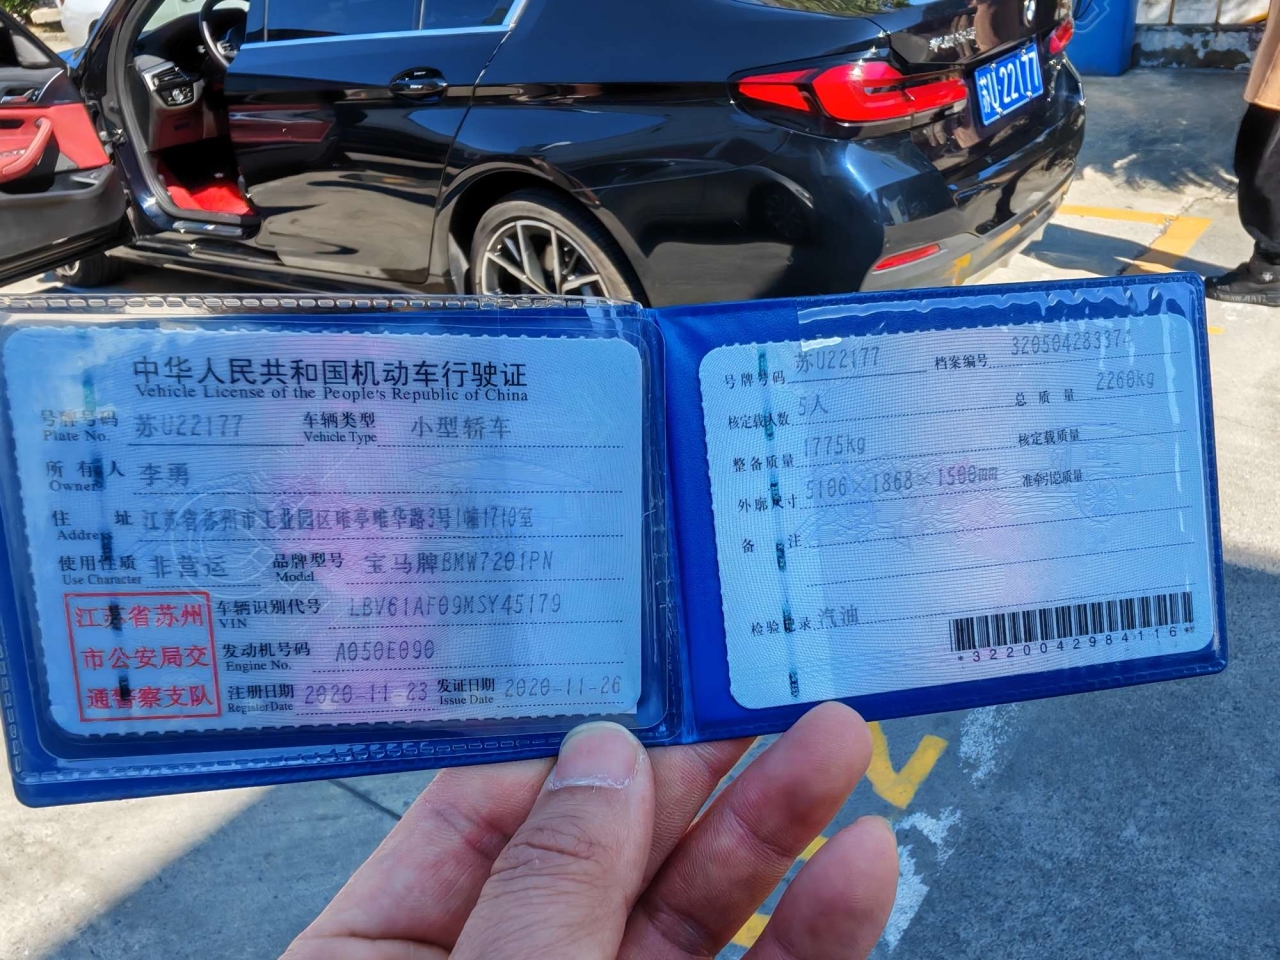 苏U·22177
中华人民共和国机动车行驶证
Vehicle License of the People's Republic of China
号牌号码 苏U22177 车辆类型 小型轿车
Plate No. Vehicle Type
所有人 李勇
Owner
住址 江苏省苏州市工业园区唯亭唯华路3号1幢1710室
Address
使用性质 非营运 品牌型号 宝马牌BMW7201PN
Use Character Model
江苏省苏州
市公安局交
通警察支队
车辆识别代号 LBV61AF09MSY45179
VIN
发动机号码 A050E090
Engine No.
注册日期 2020-11-23 发证日期 2020-11-26
Register Date Issue Date
号牌号码 苏U22177 档案编号 320504283374
核定载人数 5人 总质量 2260kg
整备质量 1775kg 核定载质量
外廓尺寸 5106×1868×1500mm 准牵引总质量
备注
检验记录 汽油
*3220042984116*